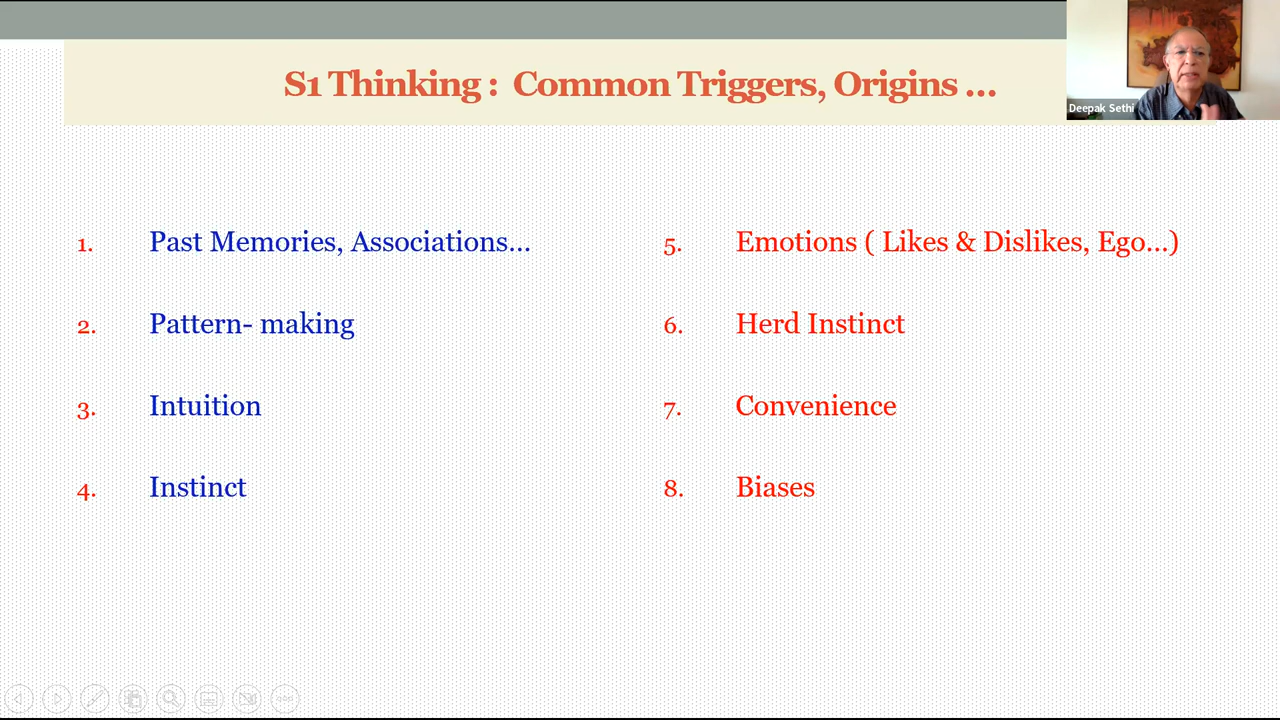 S1 Thinking : Common Triggers, Origins ...
Deepak Sethi
1. Past Memories, Associations...
2. Pattern- making
3. Intuition
4. Instinct
5. Emotions ( Likes & Dislikes, Ego...)
6. Herd Instinct
7. Convenience
8. Biases